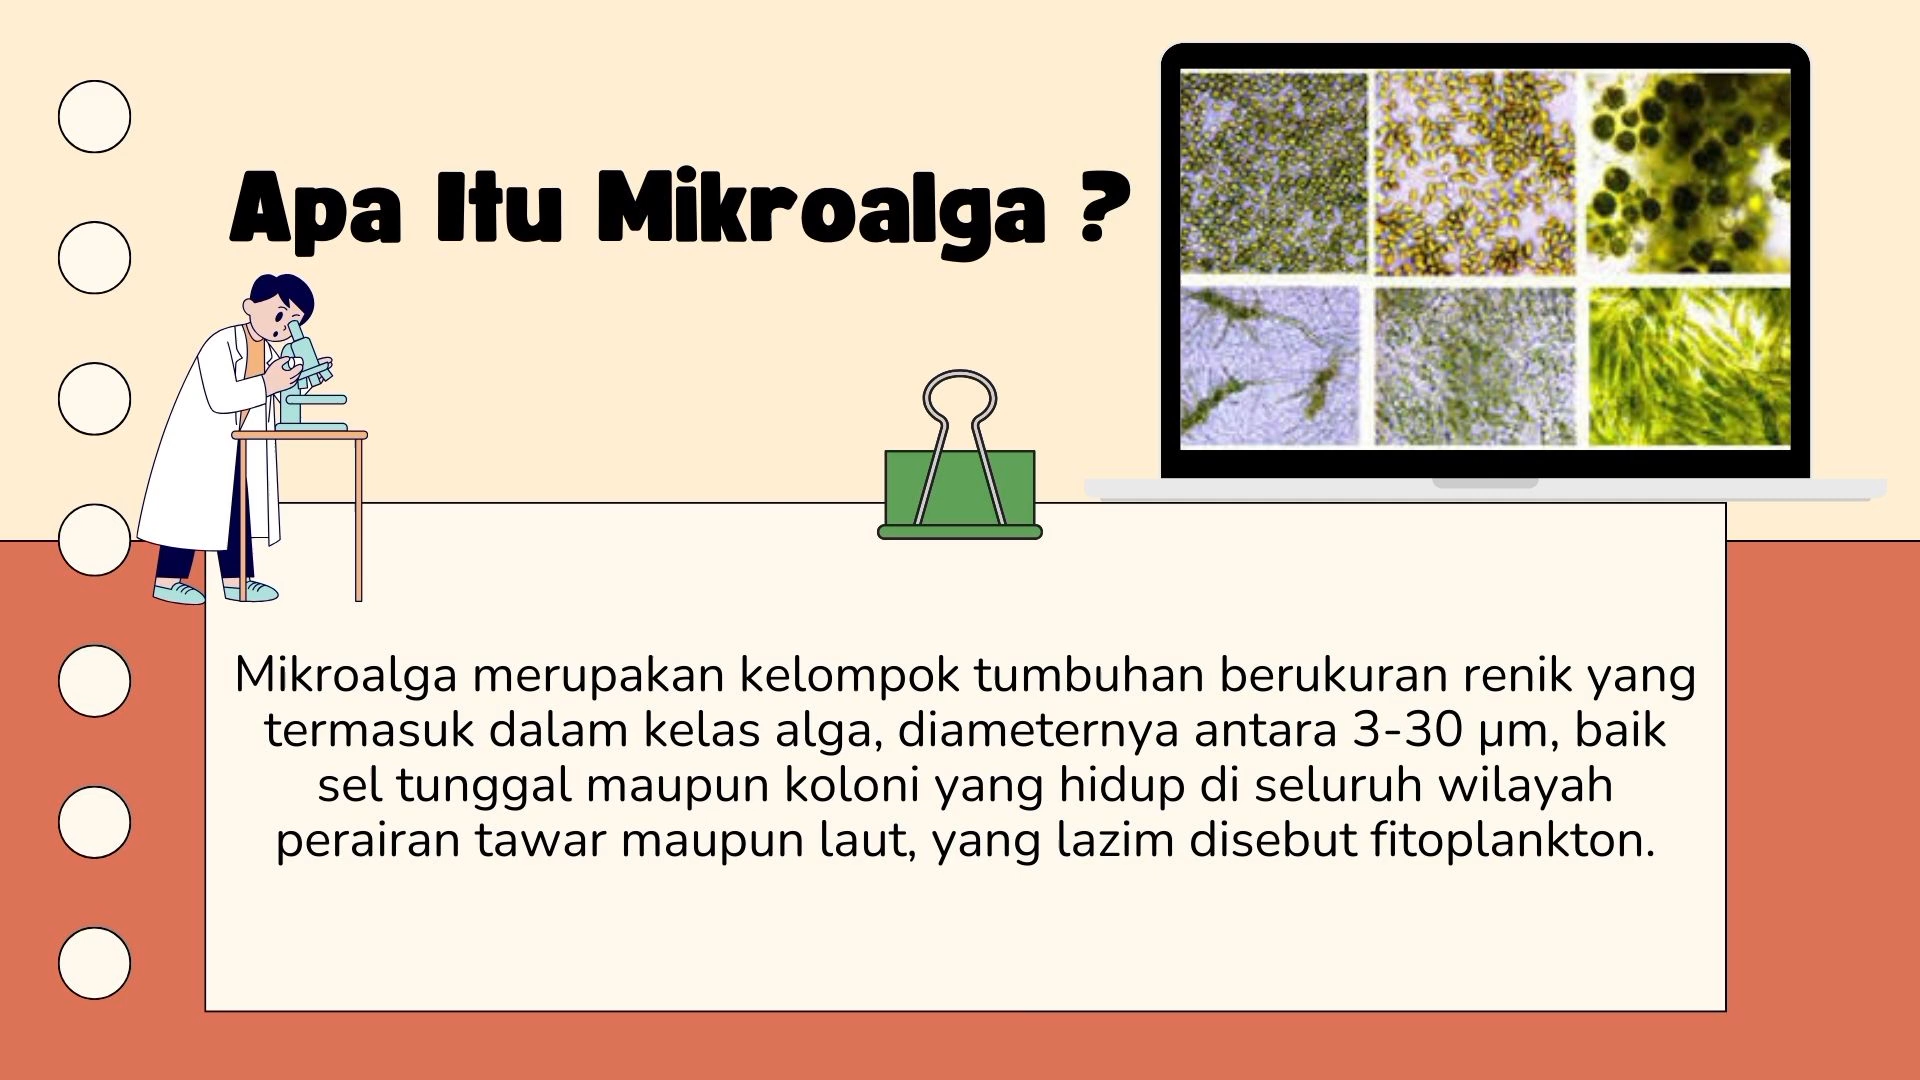 Apa Itu Mikroalga ?
Mikroalga merupakan kelompok tumbuhan berukuran renik yang
termasuk dalam kelas alga, diameternya antara 3-30 μm, baik
sel tunggal maupun koloni yang hidup di seluruh wilayah
perairan tawar maupun laut, yang lazim disebut fitoplankton.